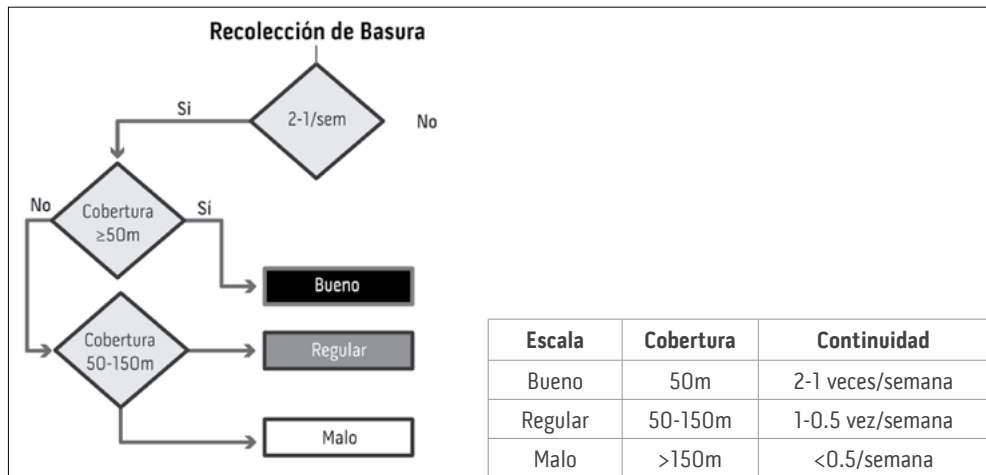 Recolección de Basura
Si
2-1/sem
No
No
Cobertura
≥50m
Sí
Bueno
Cobertura
50-150m
Regular
Malo
Escala Cobertura Continuidad
Bueno 50m 2-1 veces/semana
Regular 50-150m 1-0.5 vez/semana
Malo >150m <0.5/semana